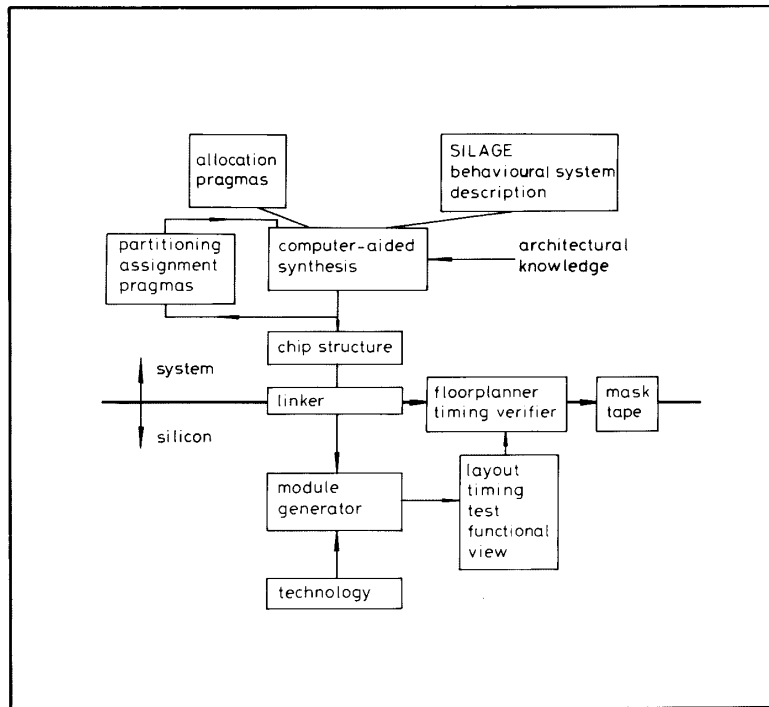 allocation
pragmas
SILAGE
behavioural system
description
partitioning
assignment
pragmas
computer-aided
synthesis
architectural
knowledge
chip structure
system
linker
floorplanner
timing verifier
mask
tape
silicon
module
generator
layout
timing
test
functional
view
technology